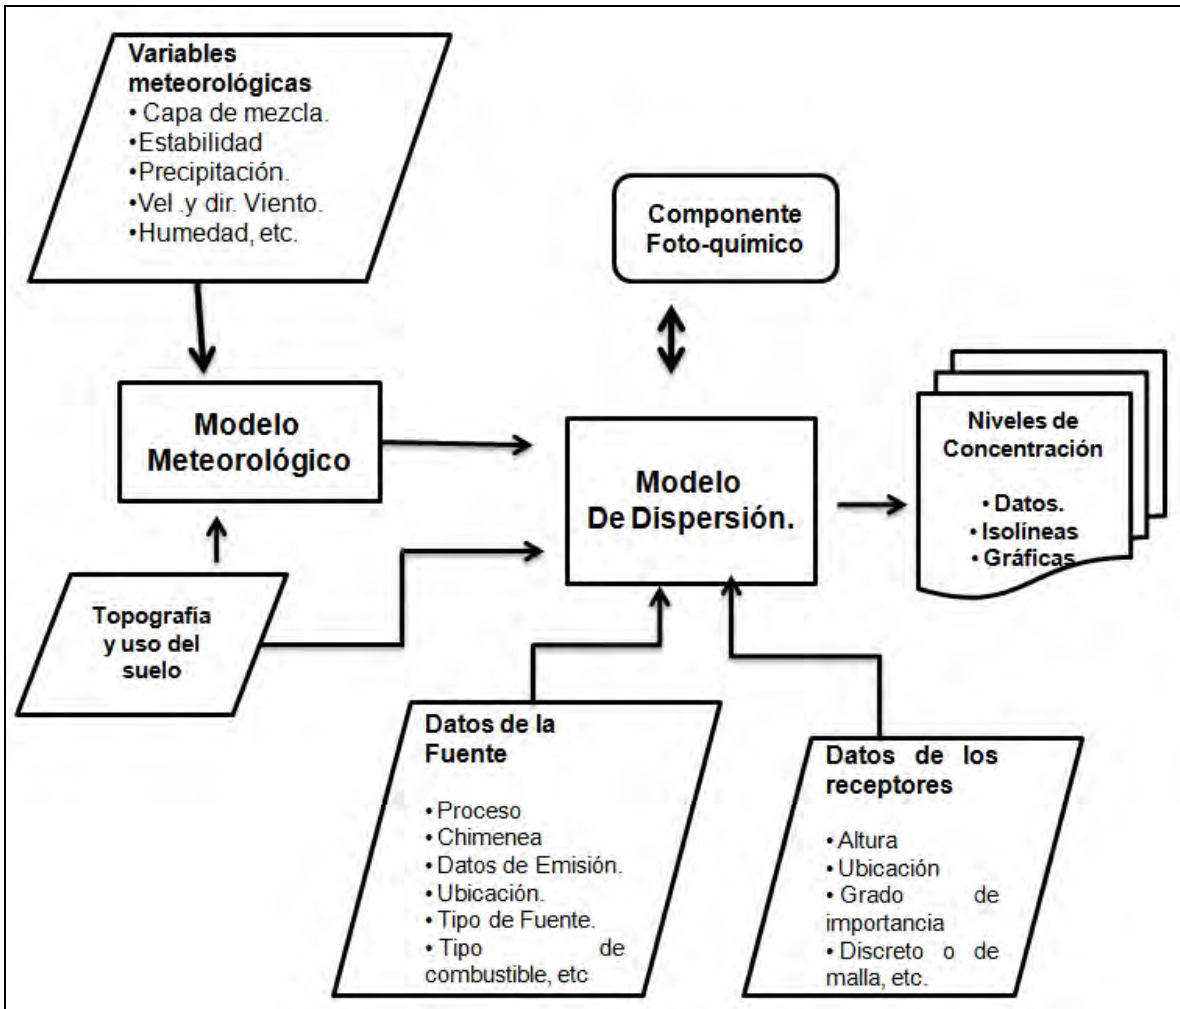 Variables
meteorológicas
• Capa de mezcla.
•Estabilidad
•Precipitación.
•Vel .y dir. Viento.
•Humedad, etc.
Componente
Foto-químico
Modelo
Meteorológico
Niveles de
Concentración
• Datos.
• Isolíneas
• Gráficas
Modelo
De Dispersión.
Topografía
y uso del
suelo
Datos de la
Fuente
• Proceso
• Chimenea
• Datos de Emisión.
• Ubicación.
• Tipo de Fuente.
• Tipo de
combustible, etc
Datos de los
receptores
• Altura
• Ubicación
• Grado de
importancia
• Discreto o de
malla, etc.